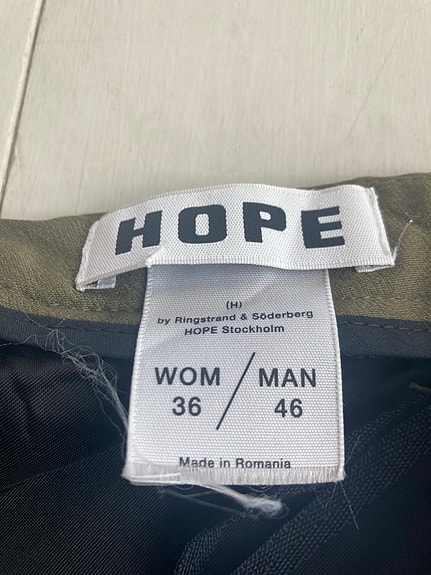 HOPE
(H)
by Ringstrand & Söderberg
HOPE Stockholm
WOM / MAN
36 46
Made in Romania